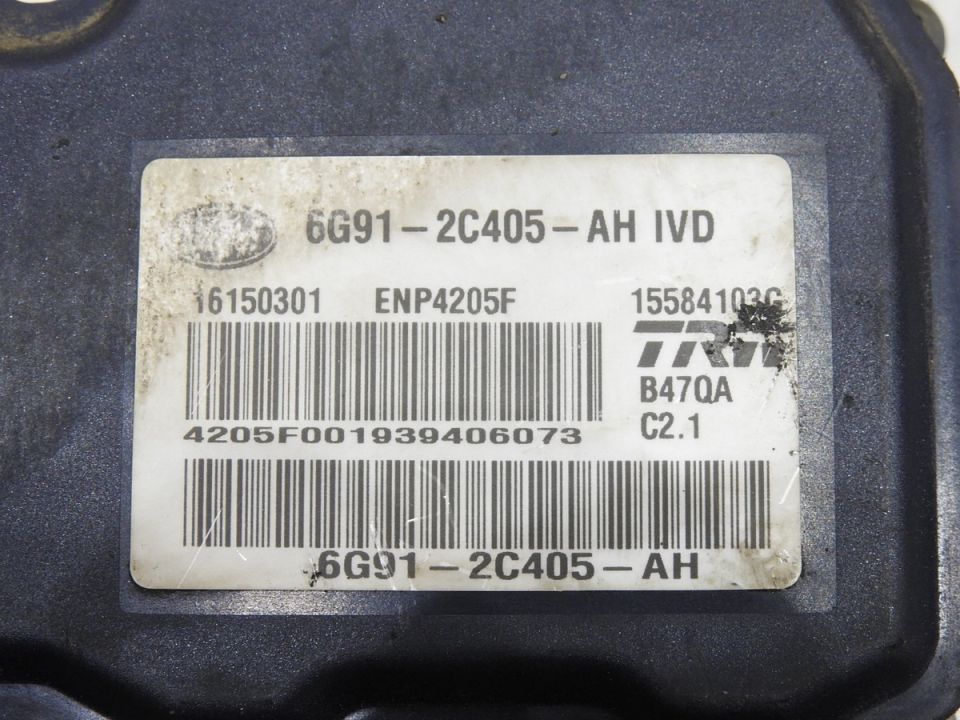 6G91-2C405-AH IVD
16150301 ENP4205F 15584103G
TRW
B47QA
C2.1
4205F001939406073
6G91-2C405-AH